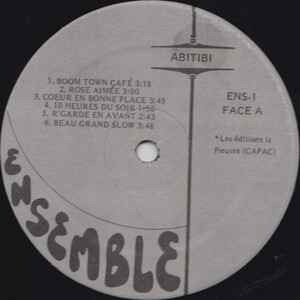 ABITIBI
ENS-1
FACE A
1. BOOM TOWN CAFÉ 3:18
2. ROSE AIMÉE 3:00
3. COEUR EN BONNE PLACE 3:45
4. 10 HEURES DU SOIR 1:50
5. R'GARDE EN AVANT 2:43
6. BEAU GRAND SLOW 3:48
*Les éditions la
Pieuvre (CAPAC)
ENSEMBLE